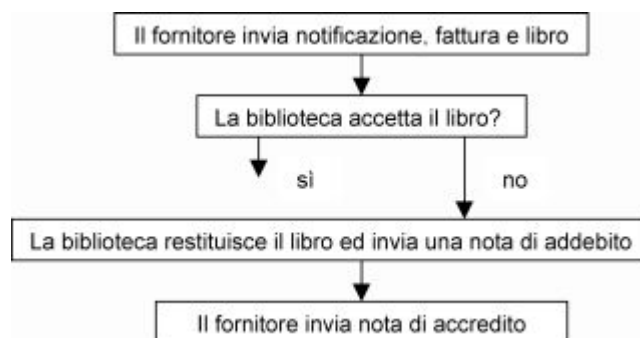 Il fornitore invia notificazione, fattura e libro
La biblioteca accetta il libro?
sì no
La biblioteca restituisce il libro ed invia una nota di addebito
Il fornitore invia nota di accredito